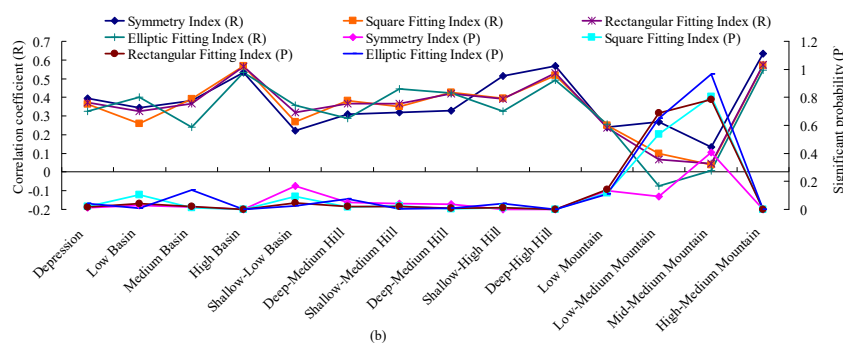 Symmetry Index (R) Square Fitting Index (R) Rectangular Fitting Index (R)
Elliptic Fitting Index (R) Symmetry Index (P) Square Fitting Index (P)
Rectangular Fitting Index (P) Elliptic Fitting Index (P)
Correlation coefficient (R)
0.7
0.6
0.5
0.4
0.3
0.2
0.1
0
-0.1
-0.2
1.2
1
0.8
0.6
0.4
0.2
0
Significant probability (P)
Depression
Low Basin
Medium Basin
High Basin
Shallow-Low Basin
Deep-Medium Hill
Shallow-Medium Hill
Deep-Medium Hill
Shallow-High Hill
Deep-High Hill
Low Mountain
Low-Medium Mountain
Mid-Medium Mountain
High-Medium Mountain
(b)